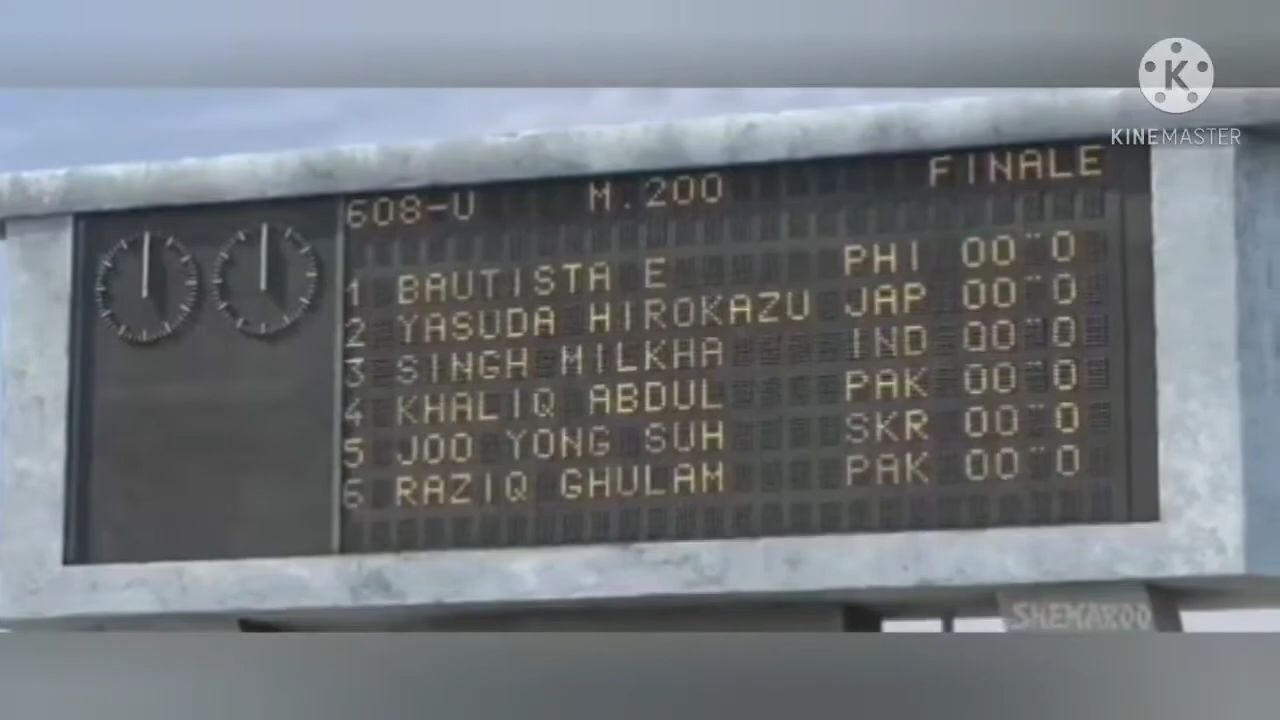 K
KINEMASTER
608-U M.200 FINALE
1 BAUTISTA E PHI 00"0
2 YASUDA HIROKAZU JAP 00"0
3 SINGH MILKHA IND 00"0
4 KHALIQ ABDUL PAK 00"0
5 JOO YONG SUH SKR 00"0
6 RAZIQ GHULAM PAK 00"0
SHEMAROO